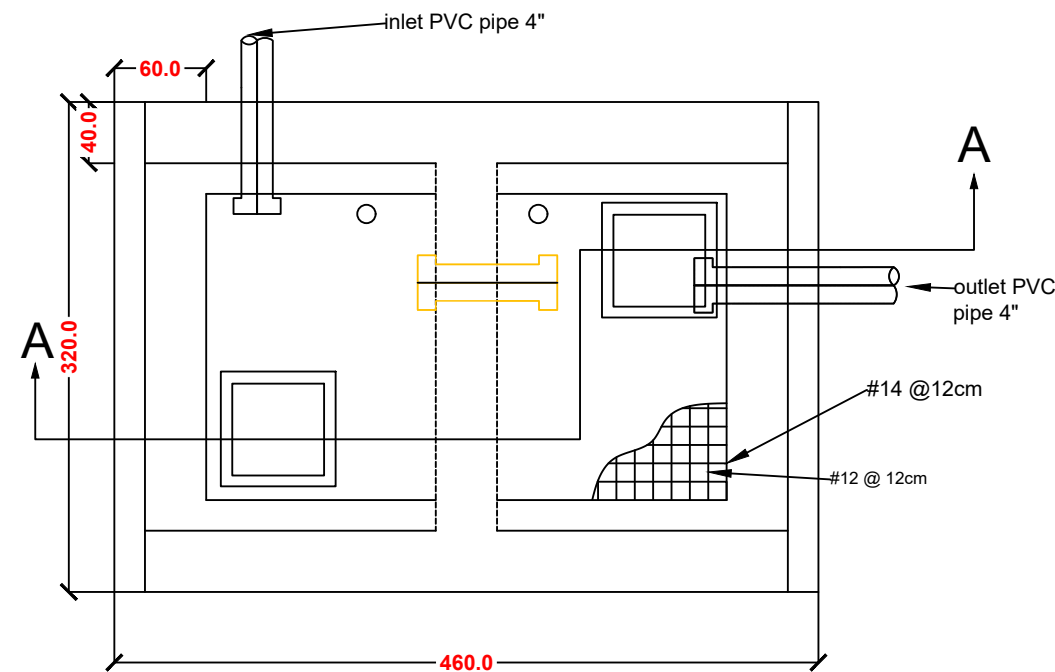 inlet PVC pipe 4"
60.0
40.0
A
A
320.0
outlet PVC
pipe 4"
#14 @12cm
#12 @ 12cm
460.0